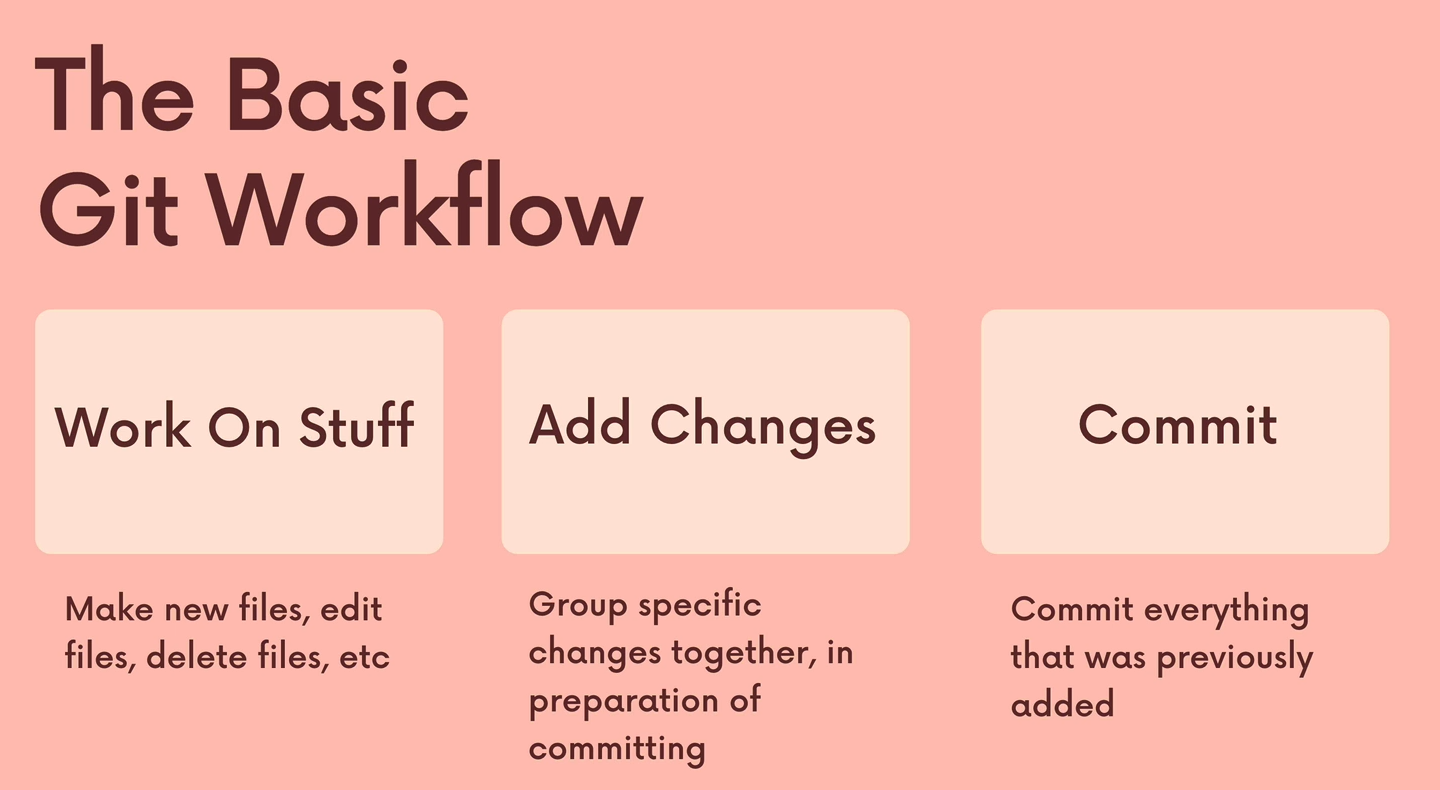 The Basic
Git Workflow
Work On Stuff
Make new files, edit
files, delete files, etc
Add Changes
Group specific
changes together, in
preparation of
committing
Commit
Commit everything
that was previously
added